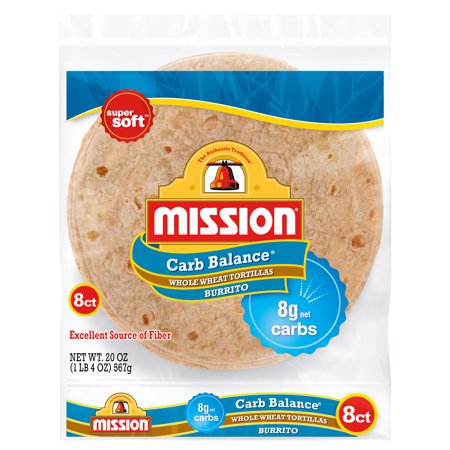 super
soft™
The Authentic Tradition®
MISSION®
Carb Balance®
WHOLE WHEAT TORTILLAS
BURRITO
8g net
carbs
8ct
Excellent Source of Fiber
NET WT. 20 OZ
(1 LB 4 OZ) 567g
MISSION®
8g net
carbs
Carb Balance®
WHOLE WHEAT TORTILLAS
BURRITO
8ct